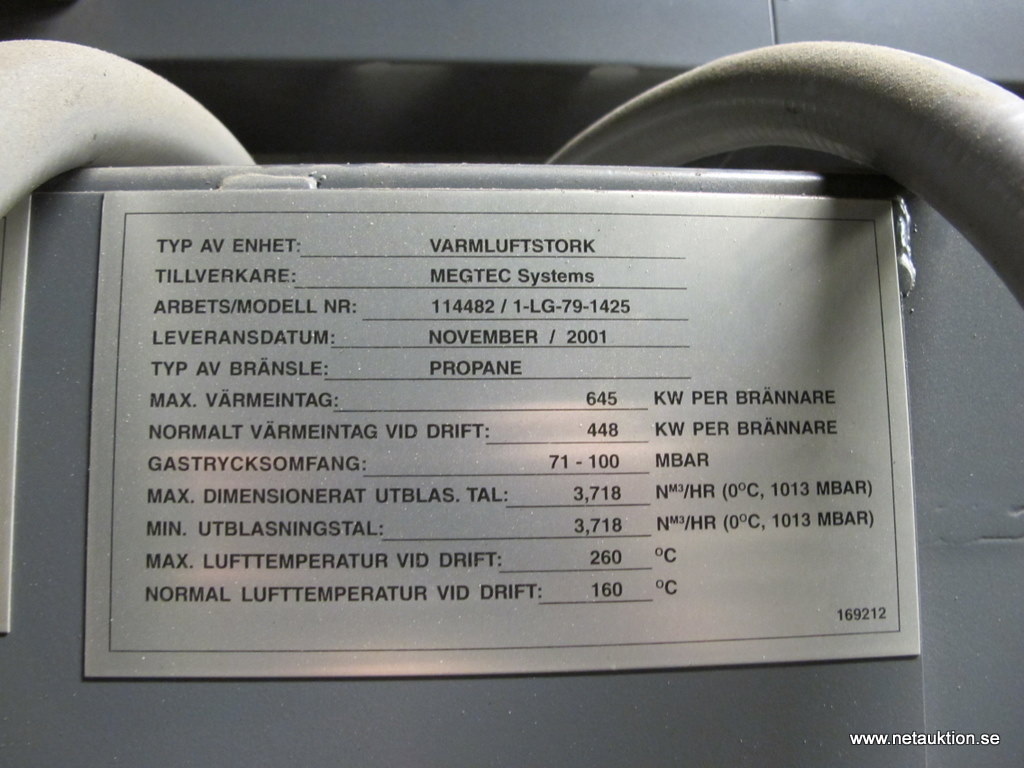 TYP AV ENHET: VARMLUFTSTORK
TILLVERKARE: MEGTEC Systems
ARBETS/MODELL NR: 114482 / 1-LG-79-1425
LEVERANSDATUM: NOVEMBER / 2001
TYP AV BRÄNSLE: PROPANE
MAX. VÄRMEINTAG: 645 KW PER BRÄNNARE
NORMALT VÄRMEINTAG VID DRIFT: 448 KW PER BRÄNNARE
GASTRYCKSOMFANG: 71 - 100 MBAR
MAX. DIMENSIONERAT UTBLAS. TAL: 3,718 Nᴹ³/HR (0ºC, 1013 MBAR)
MIN. UTBLASNINGSTAL: 3,718 Nᴹ³/HR (0ºC, 1013 MBAR)
MAX. LUFTTEMPERATUR VID DRIFT: 260 ºC
NORMAL LUFTTEMPERATUR VID DRIFT: 160 ºC
169212
www.netauktion.se